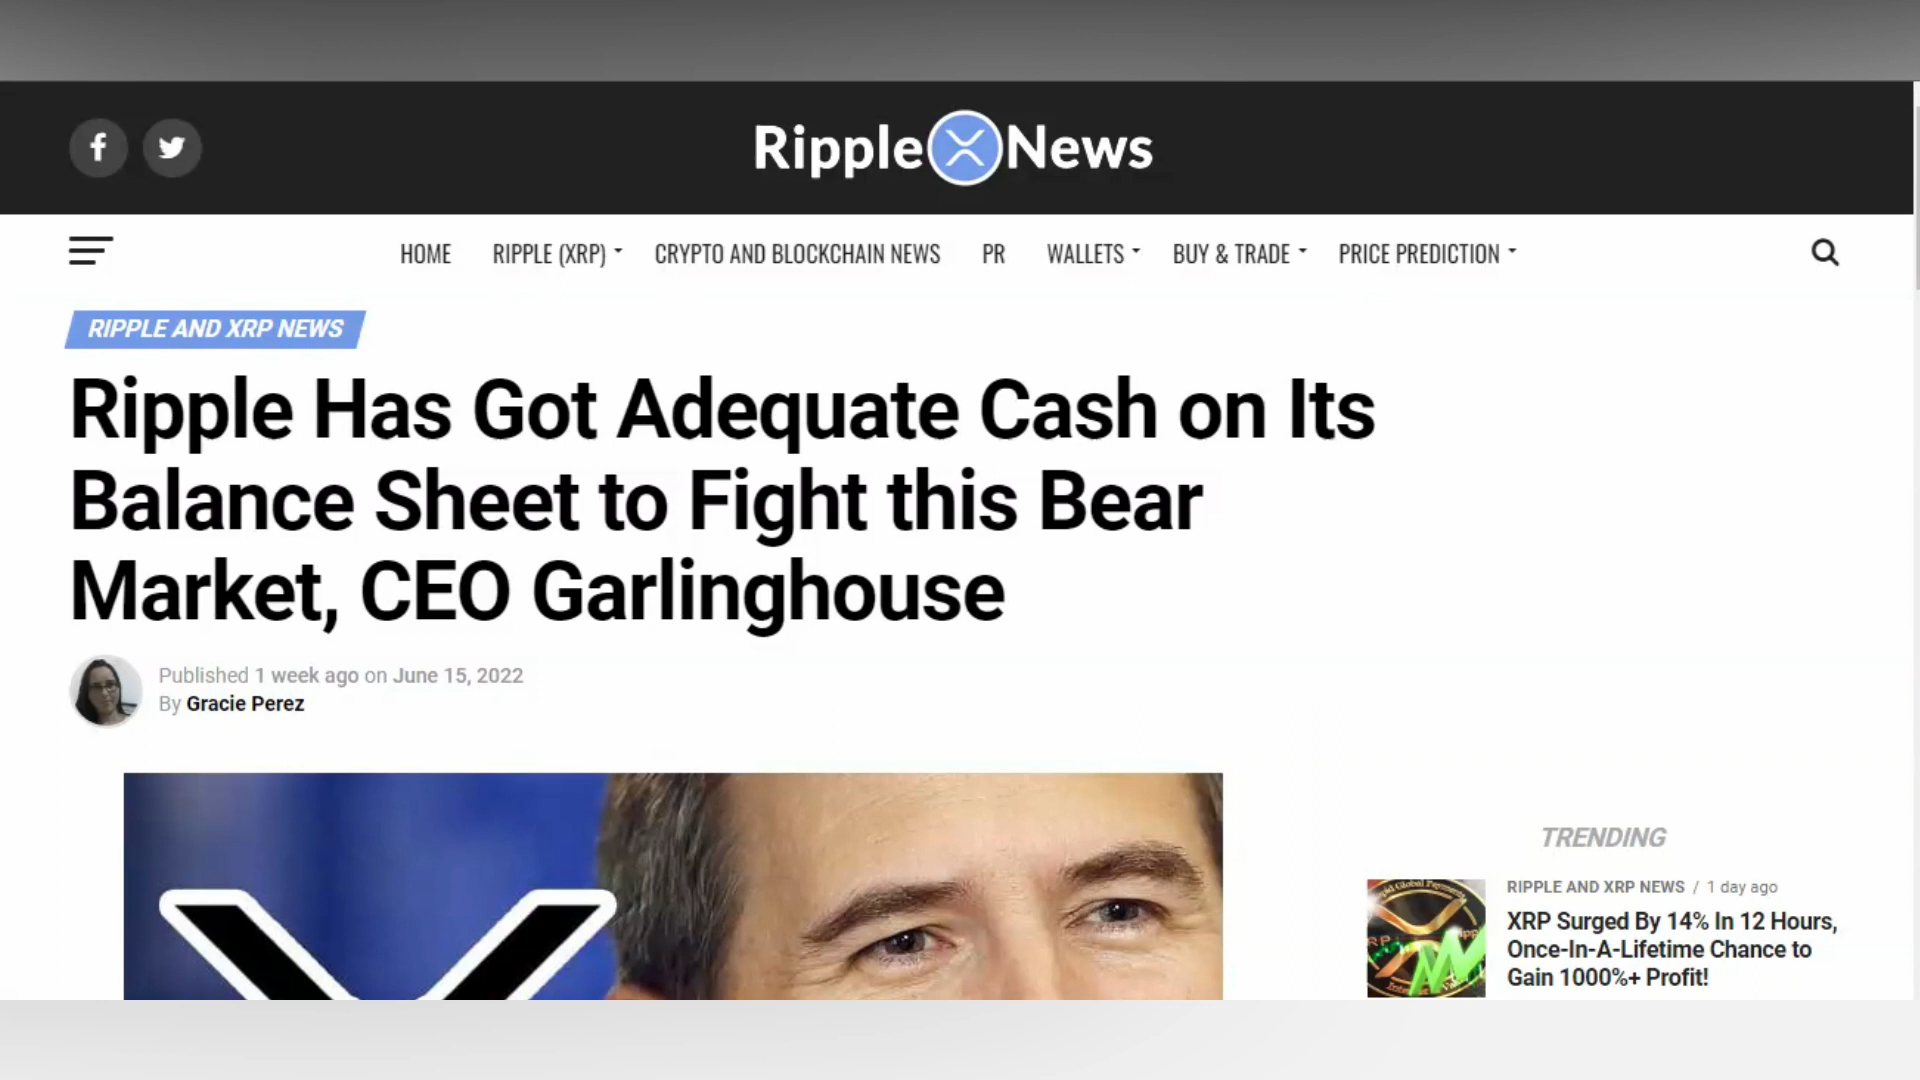 Ripple News
HOME RIPPLE (XRP) CRYPTO AND BLOCKCHAIN NEWS PR WALLETS BUY & TRADE PRICE PREDICTION
RIPPLE AND XRP NEWS
Ripple Has Got Adequate Cash on Its
Balance Sheet to Fight this Bear
Market, CEO Garlinghouse
Published 1 week ago on June 15, 2022
By Gracie Perez
TRENDING
RIPPLE AND XRP NEWS / 1 day ago
XRP Surged By 14% In 12 Hours,
Once-In-A-Lifetime Chance to
Gain 1000%+ Profit!